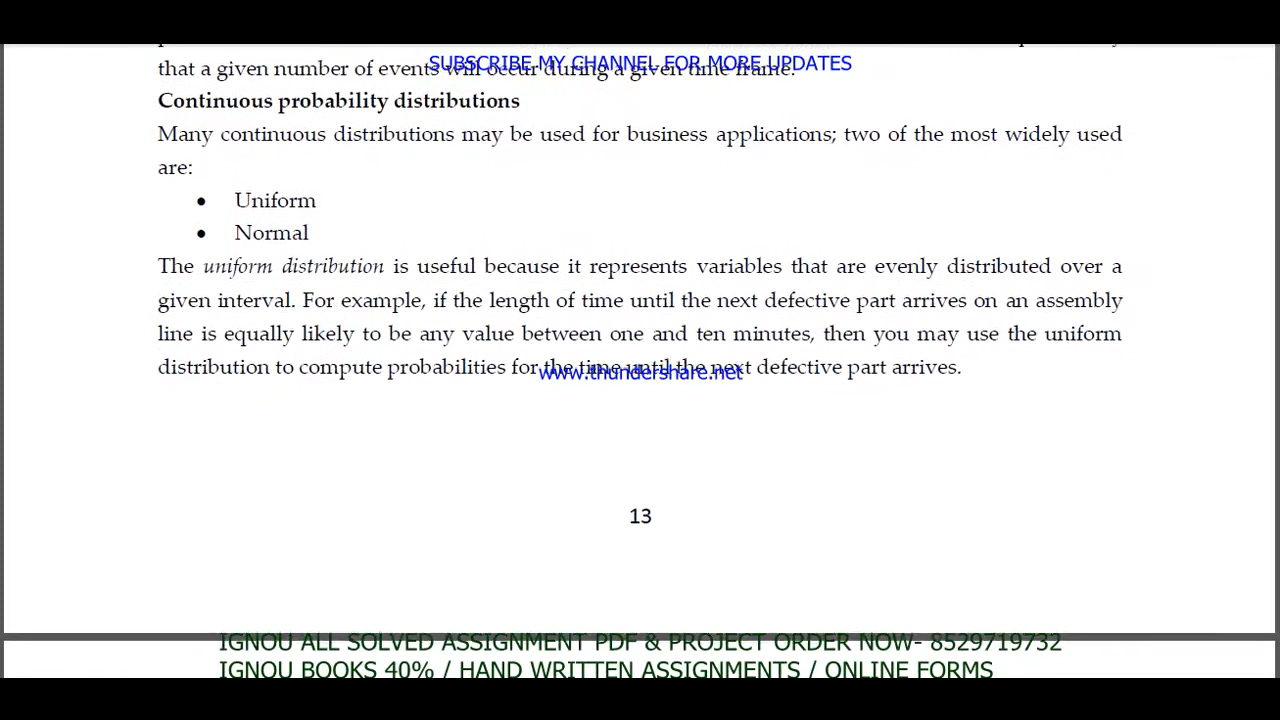 SUBSCRIBE MY CHANNEL FOR MORE UPDATES
that a given number of events will occur during a given time frame.
Continuous probability distributions
Many continuous distributions may be used for business applications; two of the most widely used
are:
• Uniform
• Normal
The uniform distribution is useful because it represents variables that are evenly distributed over a
given interval. For example, if the length of time until the next defective part arrives on an assembly
line is equally likely to be any value between one and ten minutes, then you may use the uniform
distribution to compute probabilities for the time until the next defective part arrives.
www.thundershare.net
13
IGNOU ALL SOLVED ASSIGNMENT PDF & PROJECT ORDER NOW- 8529719732
IGNOU BOOKS 40% / HAND WRITTEN ASSIGNMENTS / ONLINE FORMS